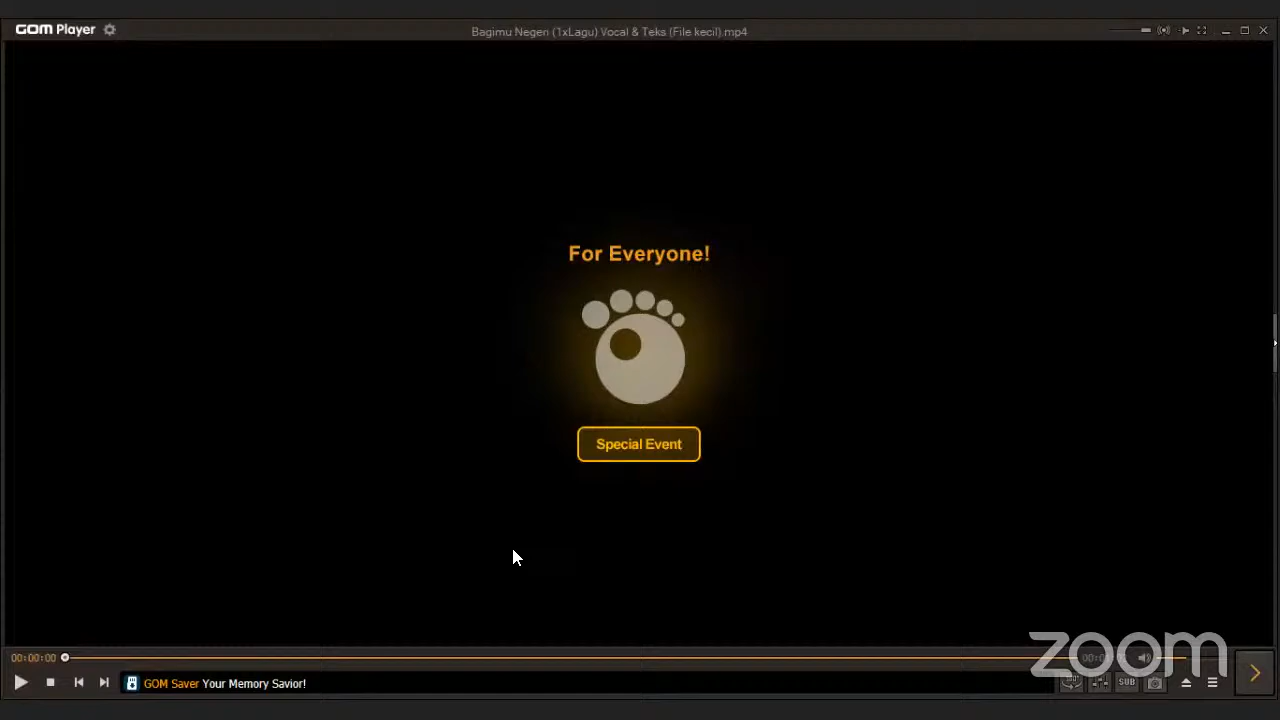 GOM Player
Bagimu Negeri (1xLagu) Vocal & Teks (File kecil).mp4
For Everyone!
Special Event
00:00:00
zoom
GOM Saver Your Memory Savior!
SUB